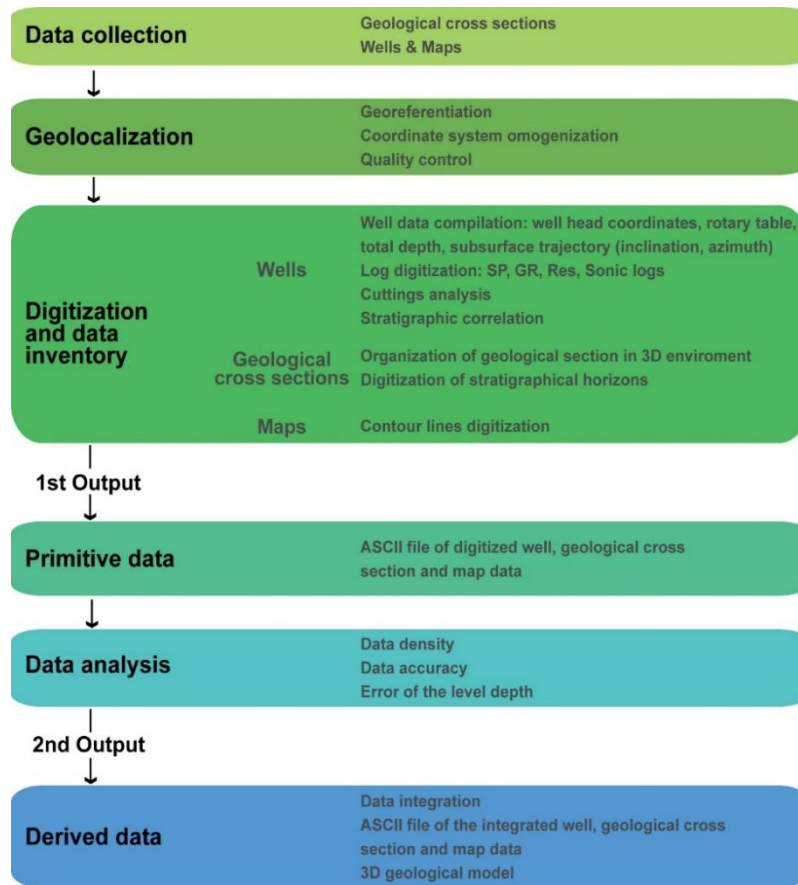 Data collection
Geological cross sections
Wells & Maps
Geolocalization
Georeferentiation
Coordinate system omogenization
Quality control
Digitization
and data
inventory
Wells
Well data compilation: well head coordinates, rotary table,
total depth, subsurface trajectory (inclination, azimuth)
Log digitization: SP, GR, Res, Sonic logs
Cuttings analysis
Stratigraphic correlation
Geological
cross sections
Organization of geological section in 3D enviroment
Digitization of stratigraphical horizons
Maps
Contour lines digitization
1st Output
Primitive data
ASCII file of digitized well, geological cross
section and map data
Data analysis
Data density
Data accuracy
Error of the level depth
2nd Output
Derived data
Data integration
ASCII file of the integrated well, geological cross
section and map data
3D geological model